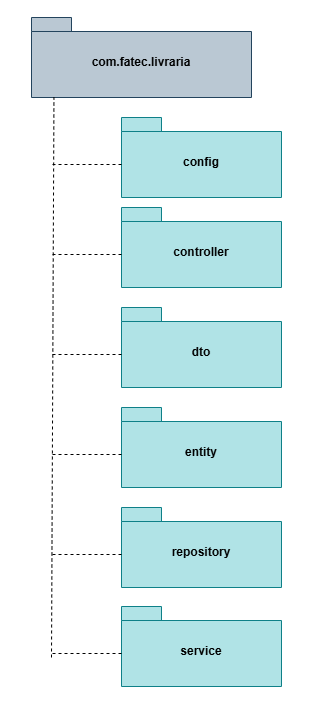 com.fatec.livraria
config
controller
dto
entity
repository
service